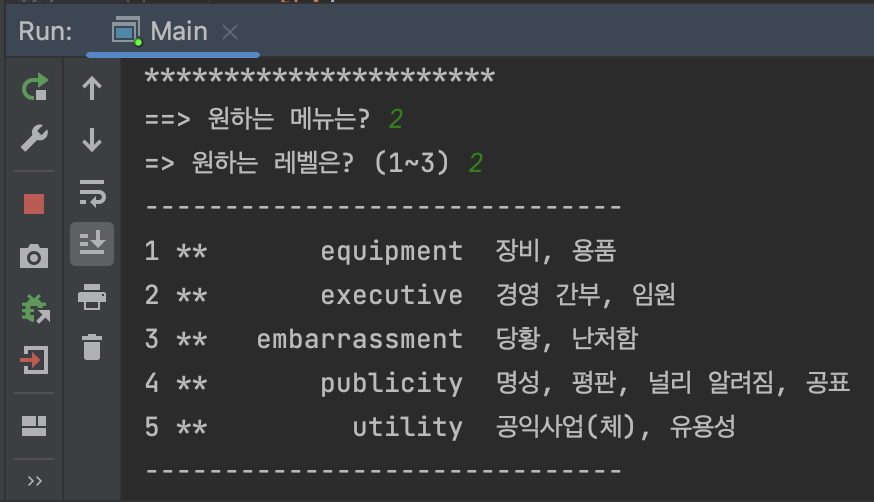 Run: Main
**********************
==> 원하는 메뉴는? 2
=> 원하는 레벨은? (1~3) 2
------------------------------
1 ** equipment 장비, 용품
2 ** executive 경영 간부, 임원
3 ** embarrassment 당황, 난처함
4 ** publicity 명성, 평판, 널리 알려짐, 공표
5 ** utility 공익사업(체), 유용성
------------------------------